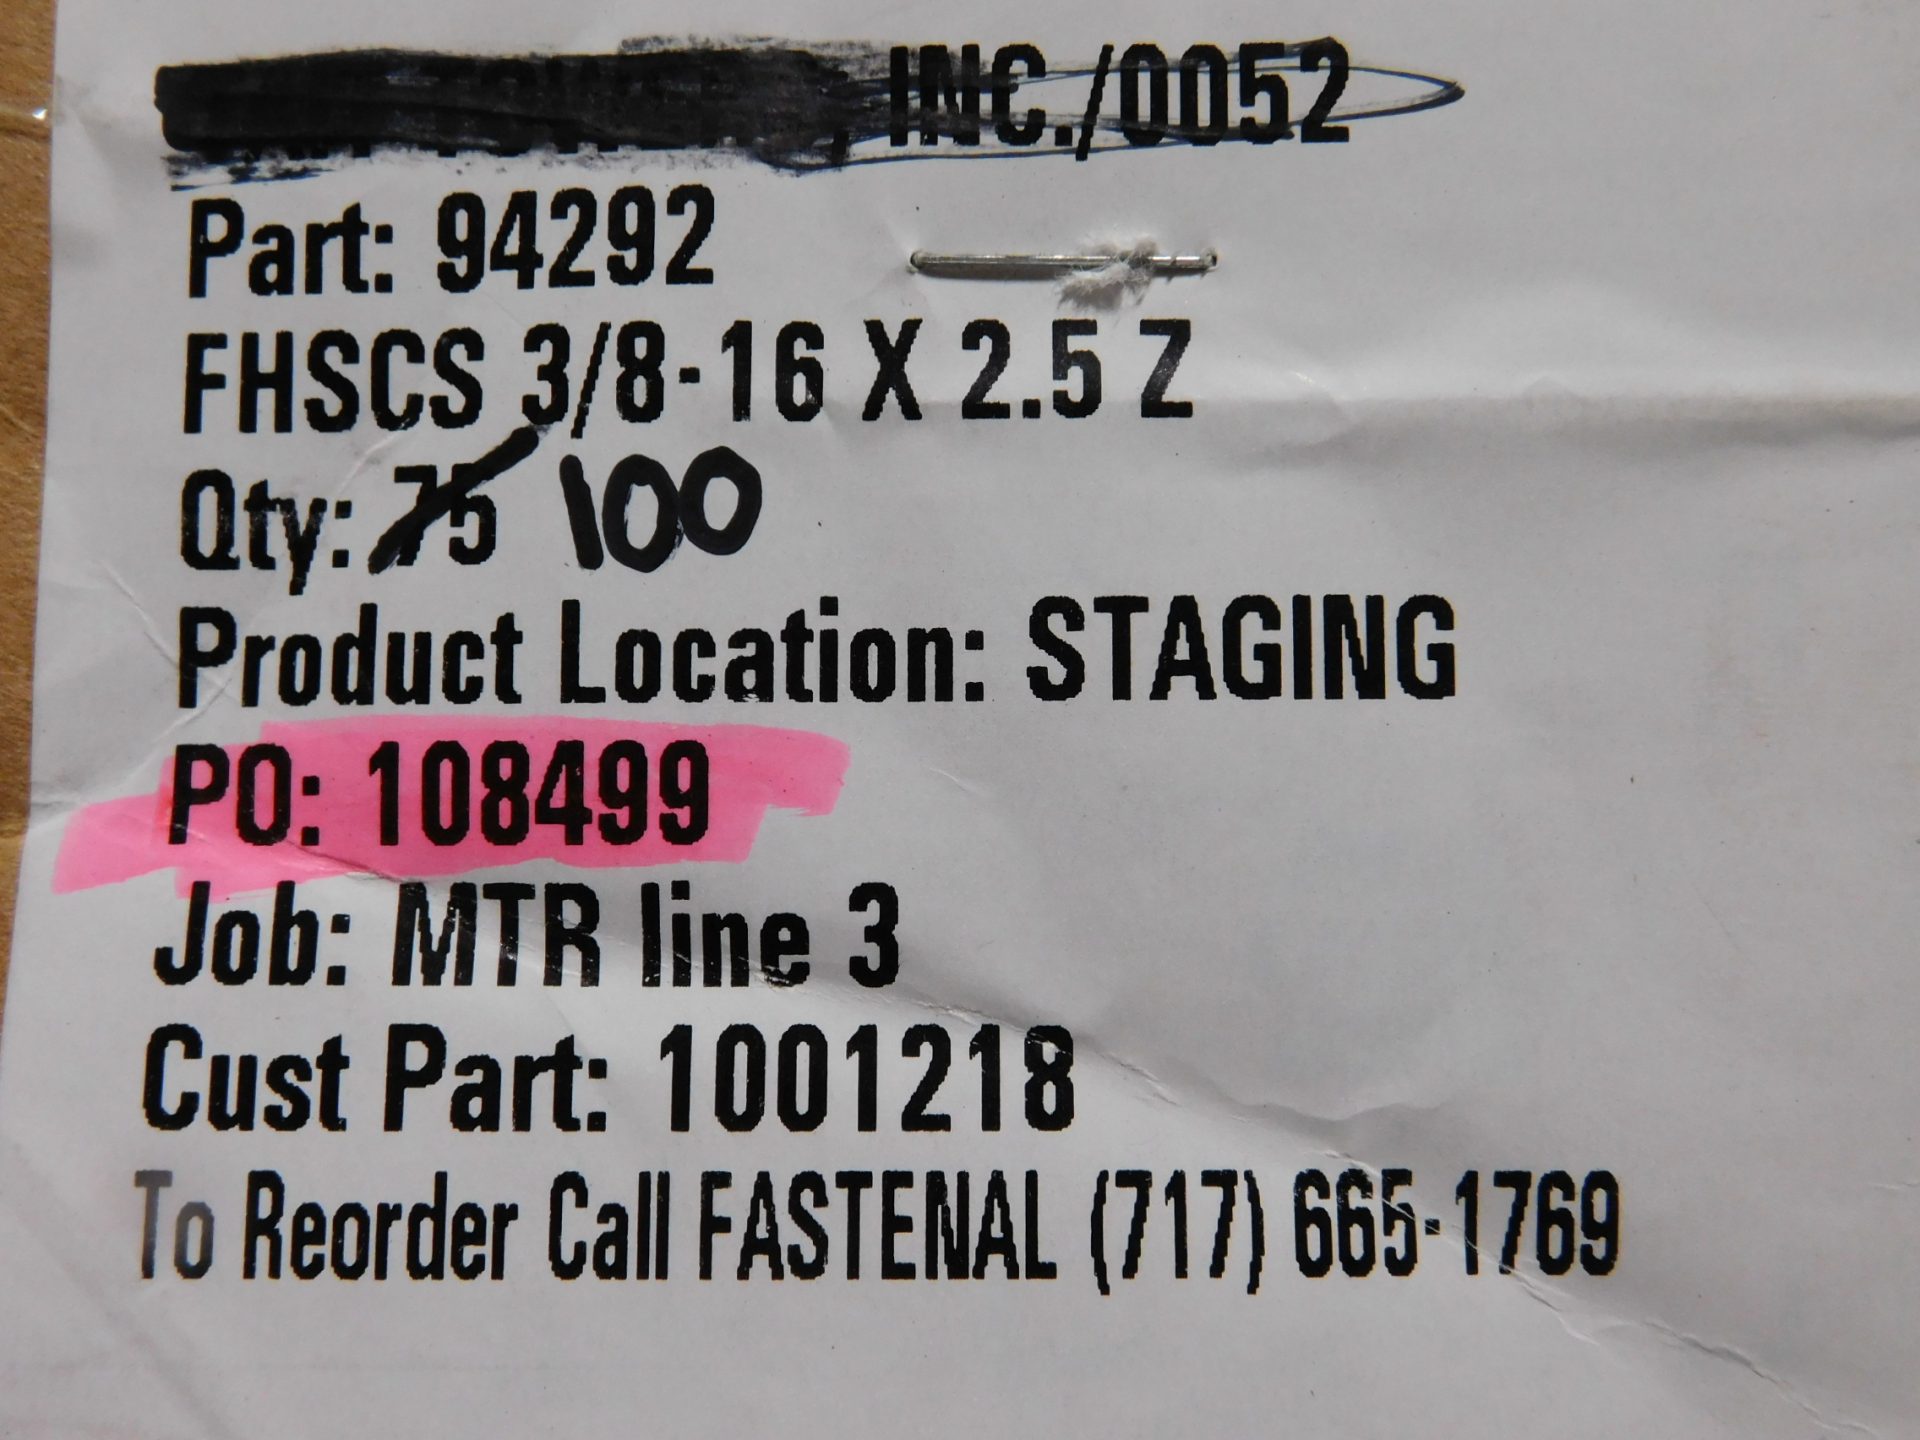 INC./0052
Part: 94292
FHSCS 3/8-16 X 2.5 Z
Qty: 75 100
Product Location: STAGING
PO: 108499
Job: MTR line 3
Cust Part: 1001218
To Reorder Call FASTENAL (717) 665-1769